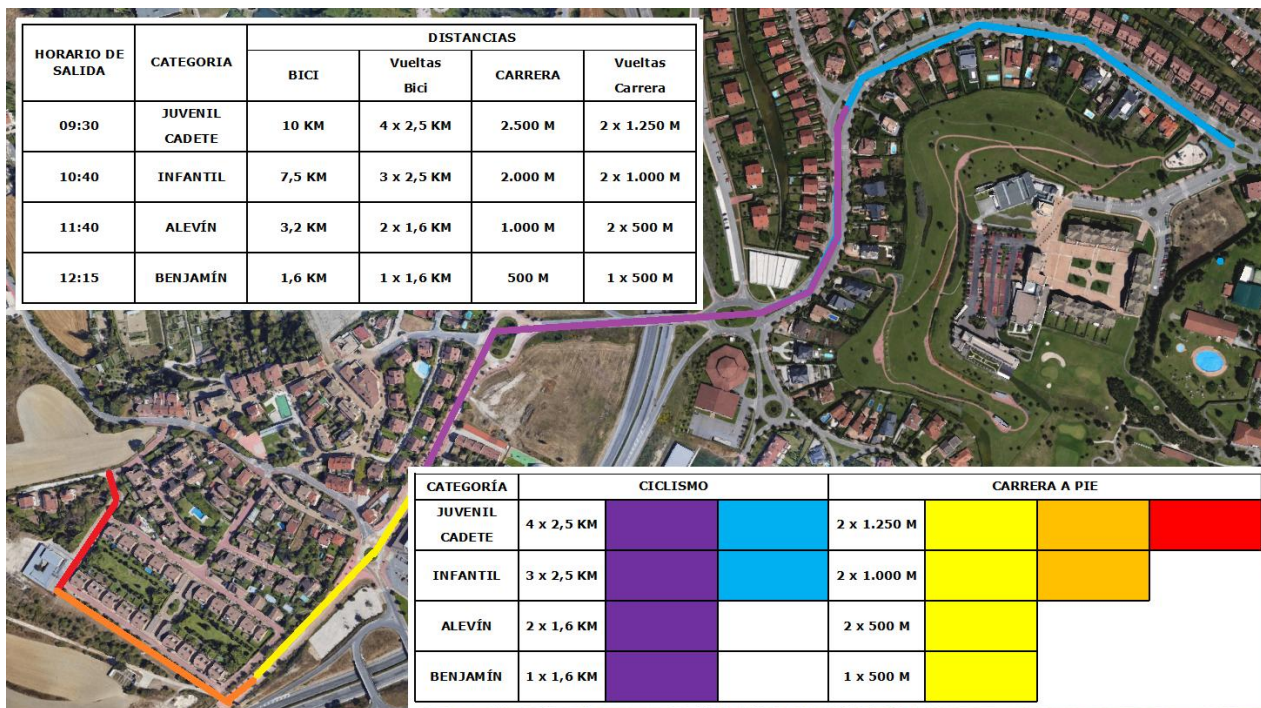 HORARIO DE SALIDA CATEGORIA DISTANCIAS
BICI Vueltas Bici CARRERA Vueltas Carrera
09:30 JUVENIL CADETE 10 KM 4 x 2,5 KM 2.500 M 2 x 1.250 M
10:40 INFANTIL 7,5 KM 3 x 2,5 KM 2.000 M 2 x 1.000 M
11:40 ALEVÍN 3,2 KM 2 x 1,6 KM 1.000 M 2 x 500 M
12:15 BENJAMÍN 1,6 KM 1 x 1,6 KM 500 M 1 x 500 M
CATEGORÍA CICLISMO CARRERA A PIE
JUVENIL CADETE 4 x 2,5 KM 2 x 1.250 M
INFANTIL 3 x 2,5 KM 2 x 1.000 M
ALEVÍN 2 x 1,6 KM 2 x 500 M
BENJAMÍN 1 x 1,6 KM 1 x 500 M